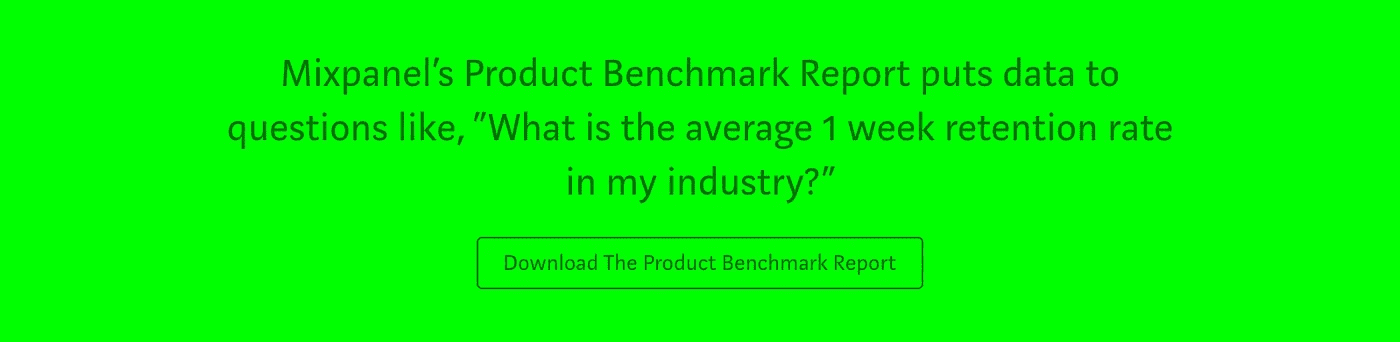 Mixpanel's Product Benchmark Report puts data to
questions like, "What is the average 1 week retention rate
in my industry?"
Download The Product Benchmark Report